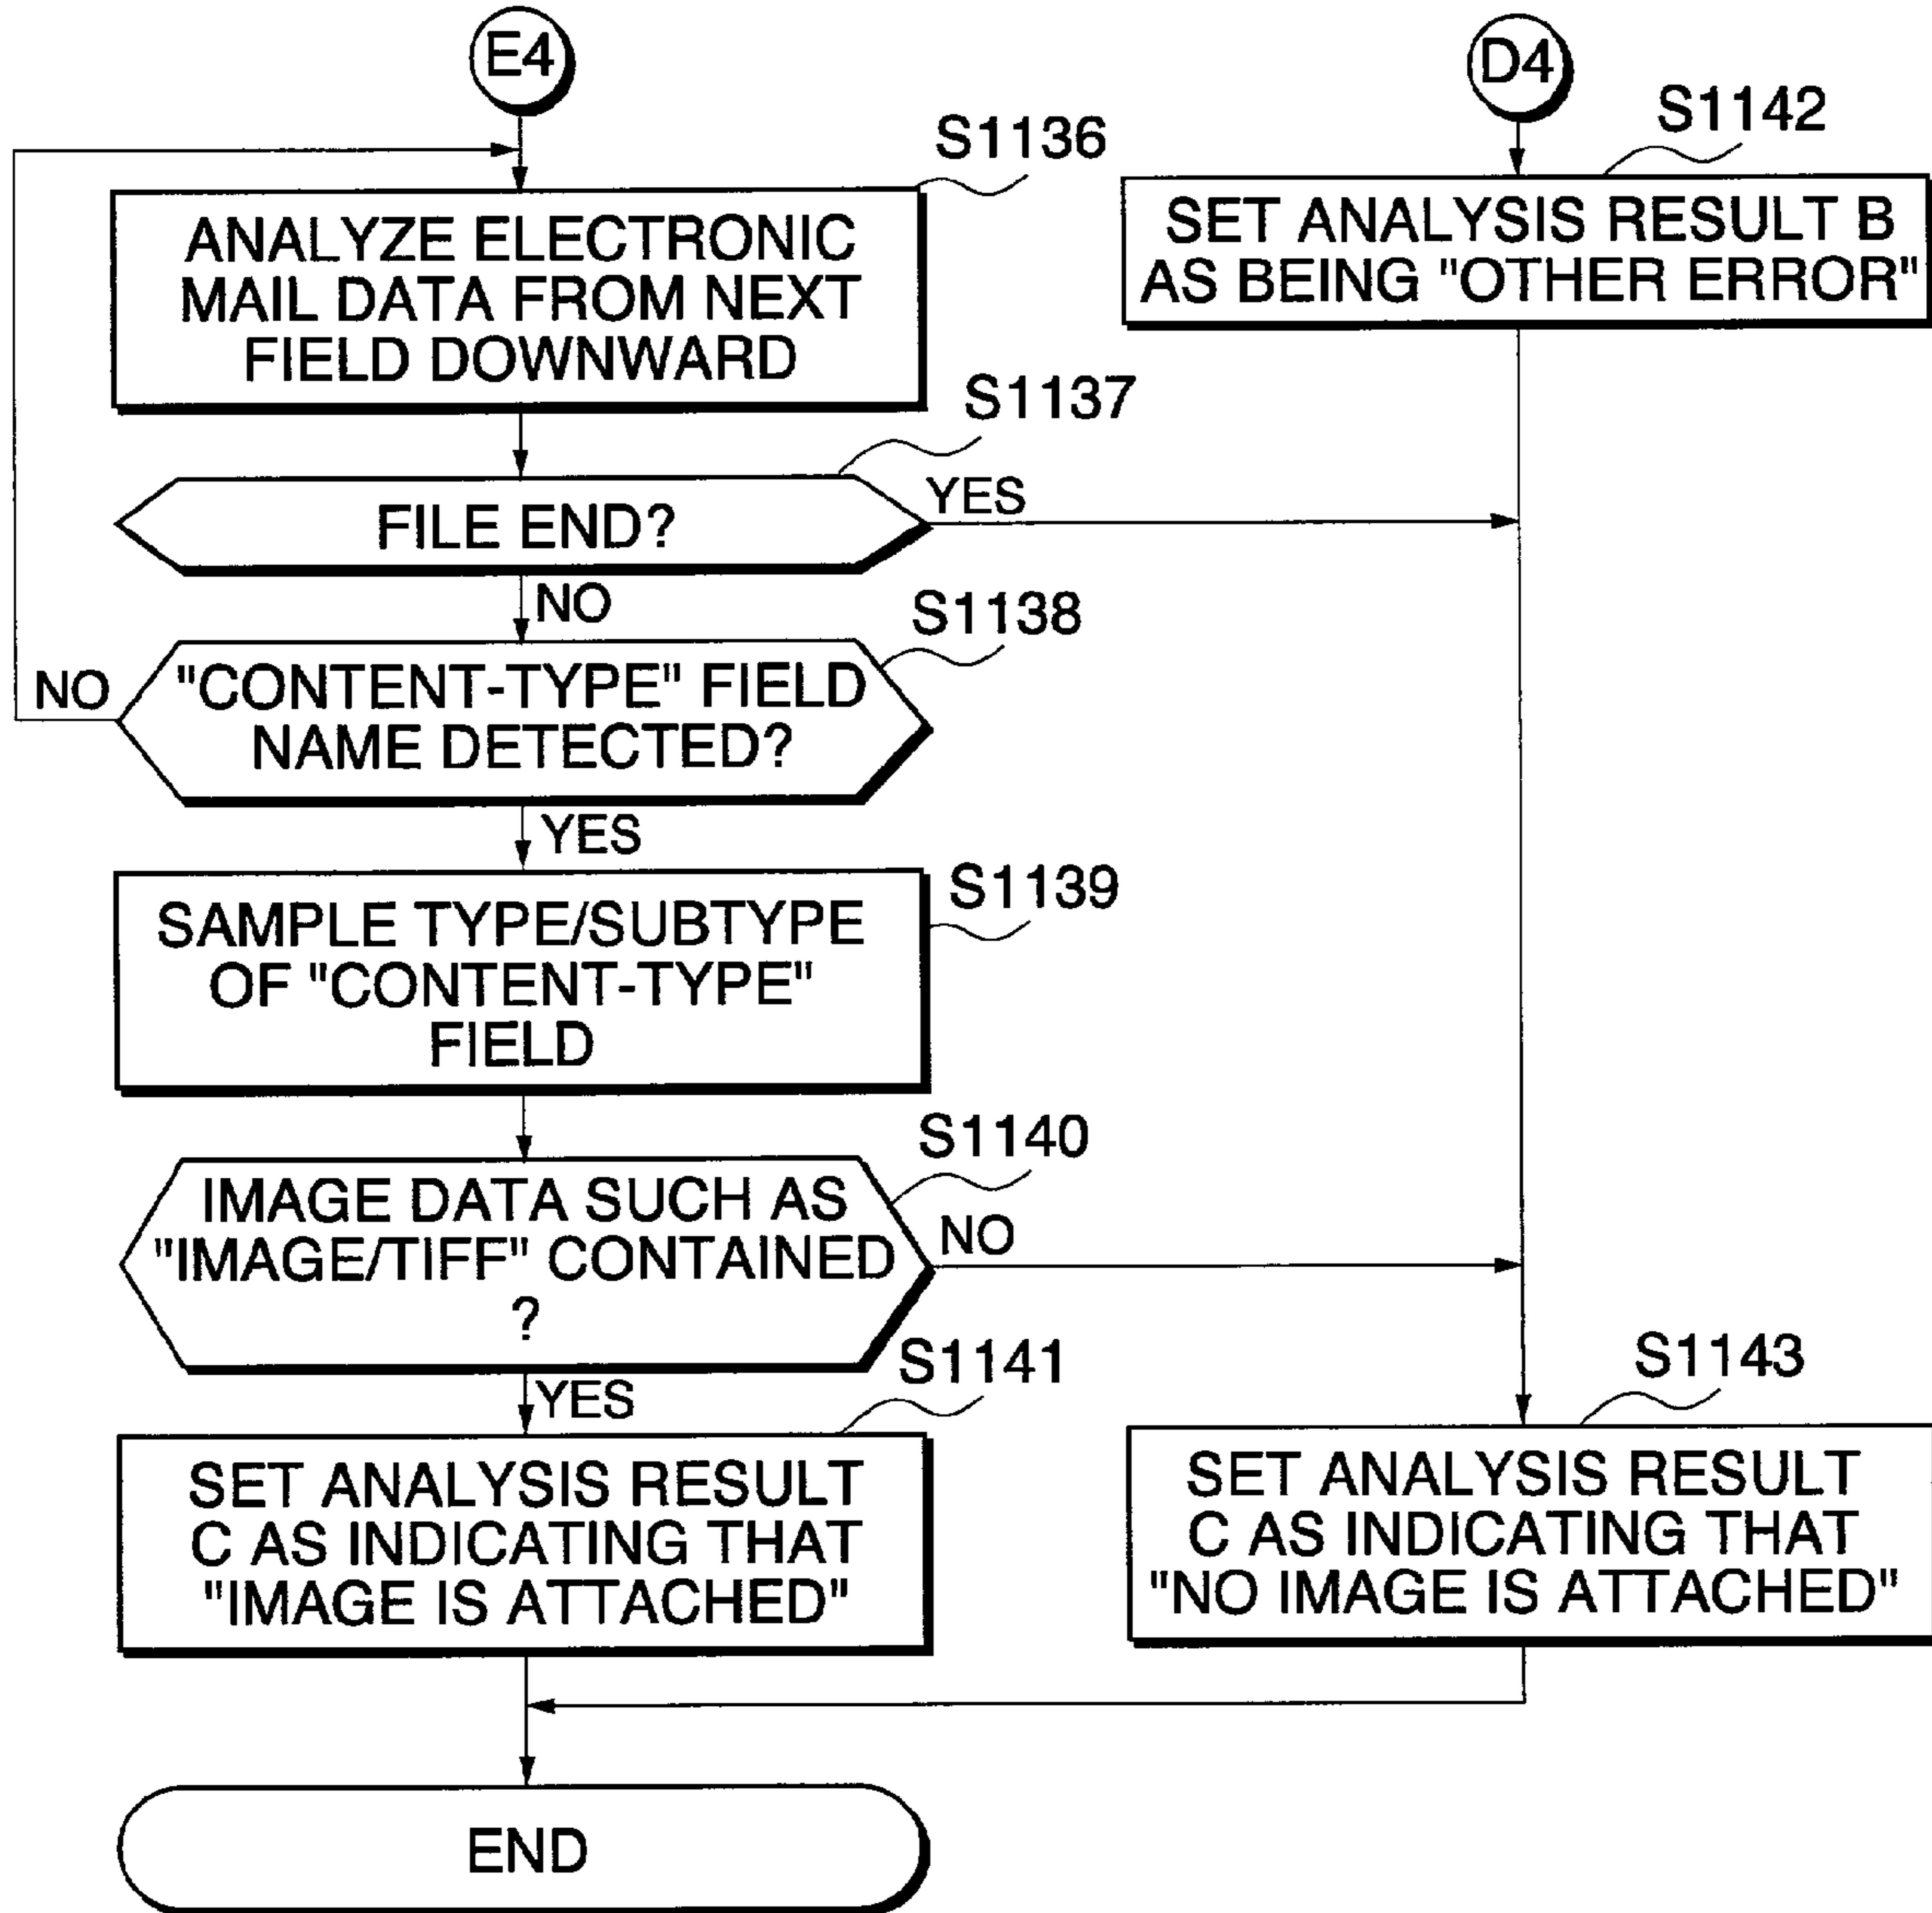 E4
D4
S1142
S1136
SET ANALYSIS RESULT B
AS BEING "OTHER ERROR"
ANALYZE ELECTRONIC
MAIL DATA FROM NEXT
FIELD DOWNWARD
S1137
FILE END?
YES
NO
S1138
"CONTENT-TYPE" FIELD
NAME DETECTED?
NO
YES
S1139
SAMPLE TYPE/SUBTYPE
OF "CONTENT-TYPE"
FIELD
S1140
IMAGE DATA SUCH AS
"IMAGE/TIFF" CONTAINED
?
NO
YES
S1141
S1143
SET ANALYSIS RESULT
C AS INDICATING THAT
"IMAGE IS ATTACHED"
SET ANALYSIS RESULT
C AS INDICATING THAT
"NO IMAGE IS ATTACHED"
END